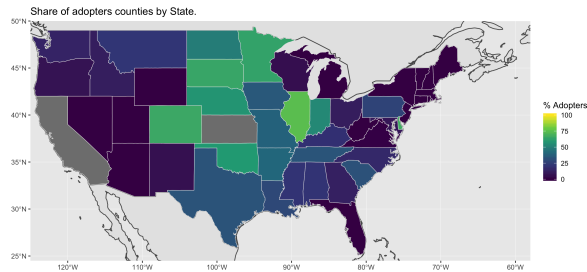 Share of adopters counties by State.
50°N
45°N
40°N
35°N
30°N
25°N
120°W
110°W
100°W
90°W
80°W
70°W
60°W
% Adopters
100
75
50
25
0